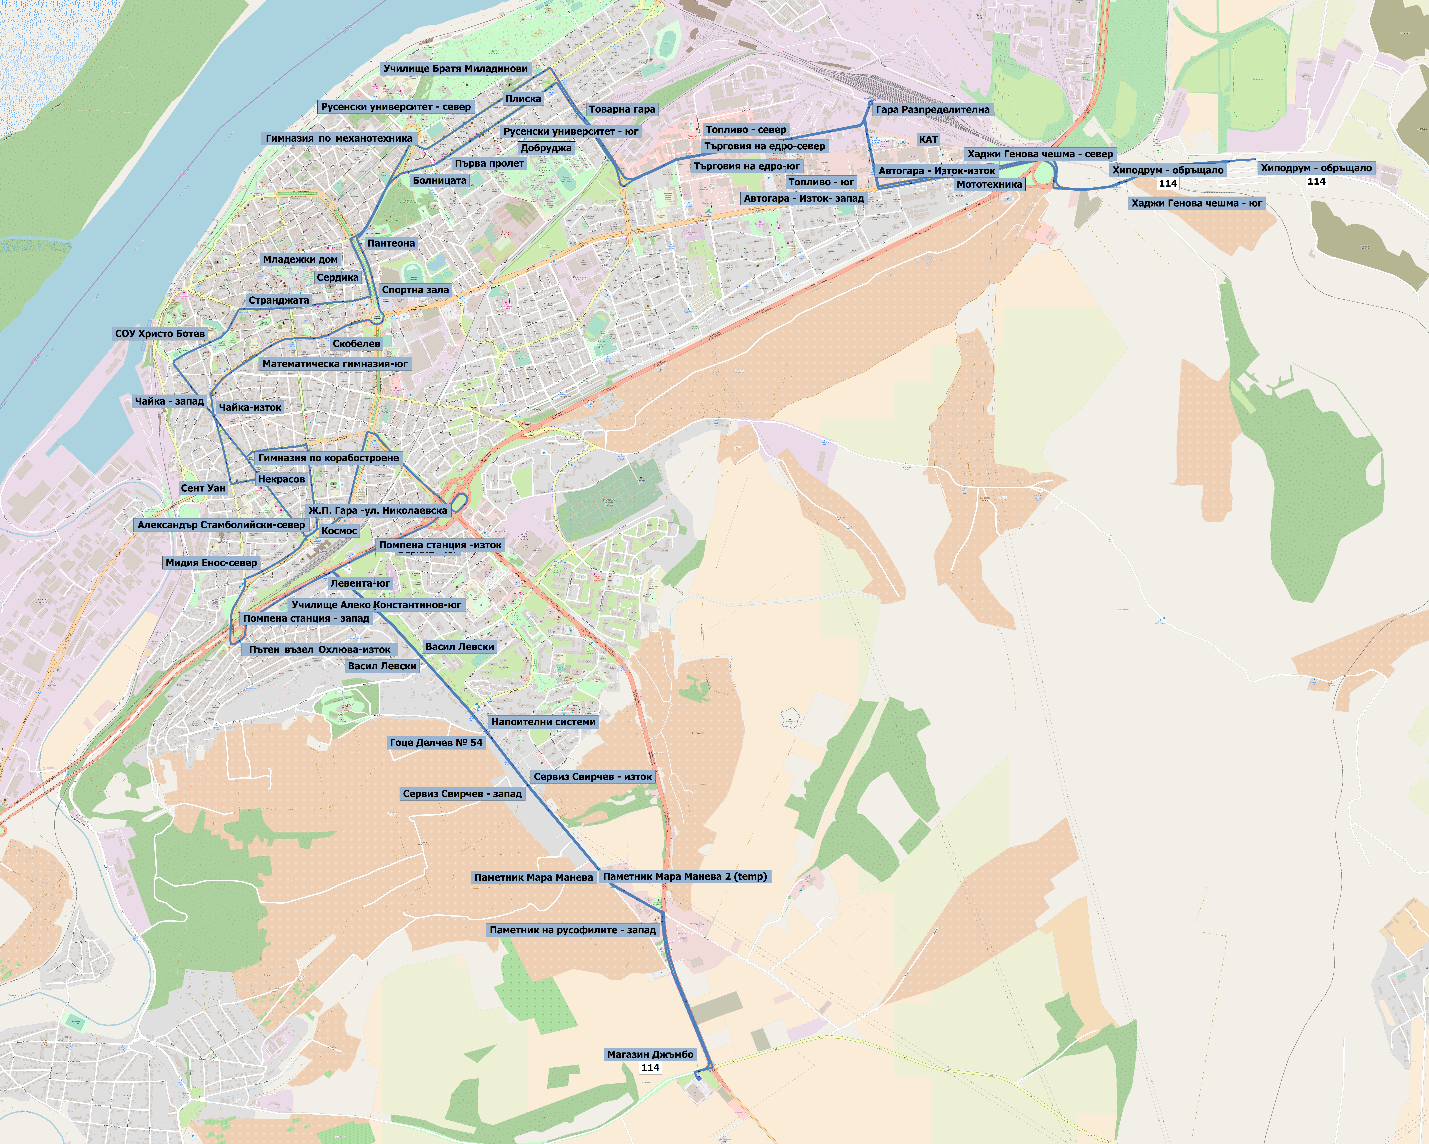 Училище Братя Миладинови
Плиска
Русенски университет - север
Товарна гара
Гара Разпределителна
Гимназия по механотехника
Русенски университет - юг
Топливо - север
КАТ
Добруджа
Търговия на едро-север
Хаджи Генова чешма - север
Първа пролет
Търговия на едро-юг
Автогара - Изток-изток
Хиподрум - обръщало
Хиподрум - обръщало
Болницата
Топливо - юг
Мототехника
114
114
Автогара - Изток- запад
Хаджи Генова чешма - юг
Пантеона
Младежки дом
Сердика
Спортна зала
Странджата
СОУ Христо Ботев
Скобелев
Математическа гимназия-юг
Чайка - запад
Чайка-изток
Гимназия по корабостроене
Некрасов
Сент Уан
Ж.П. Гара -ул. Николаевска
Александър Стамболийски-север
Космос
Помпена станция -изток
Мидия Енос-север
Левента-юг
Училище Алеко Константинов-юг
Помпена станция - запад
Пътен възел Охлюва-изток
Васил Левски
Васил Левски
Напоителни системи
Гоце Делчев № 54
Сервиз Свирчев - изток
Сервиз Свирчев - запад
Паметник Мара Манева
Паметник Мара Манева 2 (temp)
Паметник на русофилите - запад
Магазин Джъмбо
114